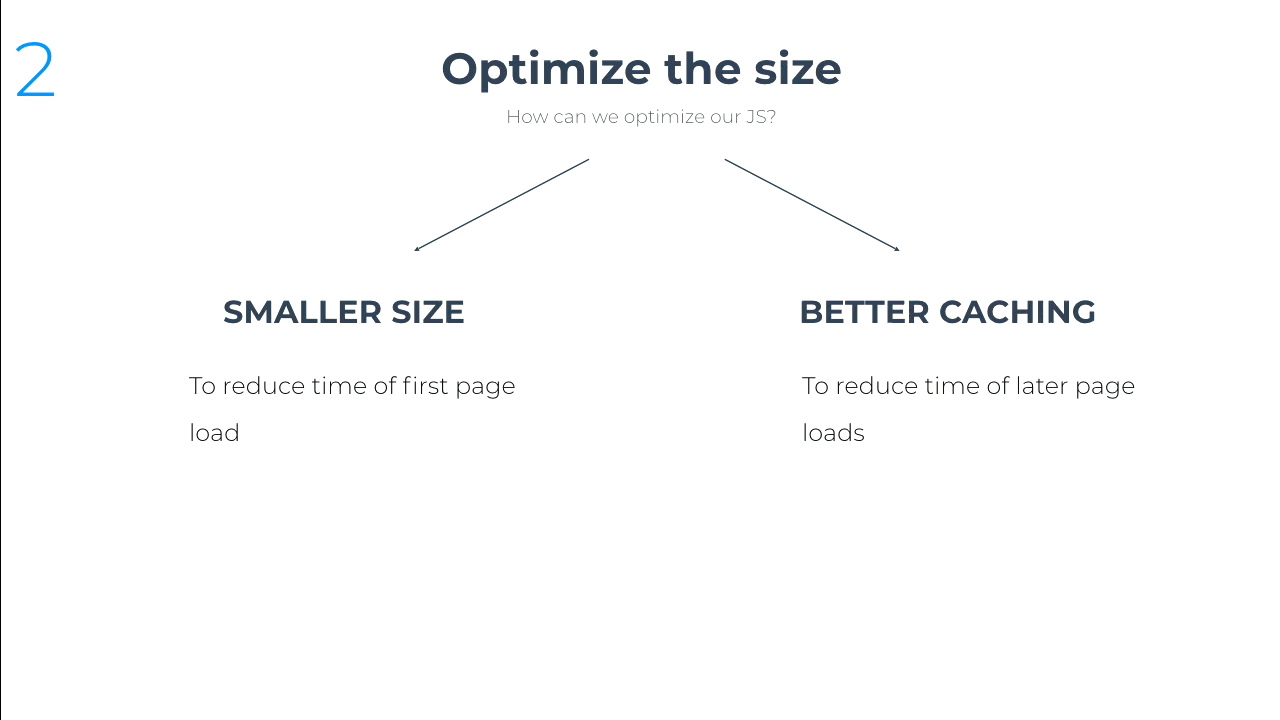 2
Optimize the size
How can we optimize our JS?
SMALLER SIZE
To reduce time of first page
load
BETTER CACHING
To reduce time of later page
loads